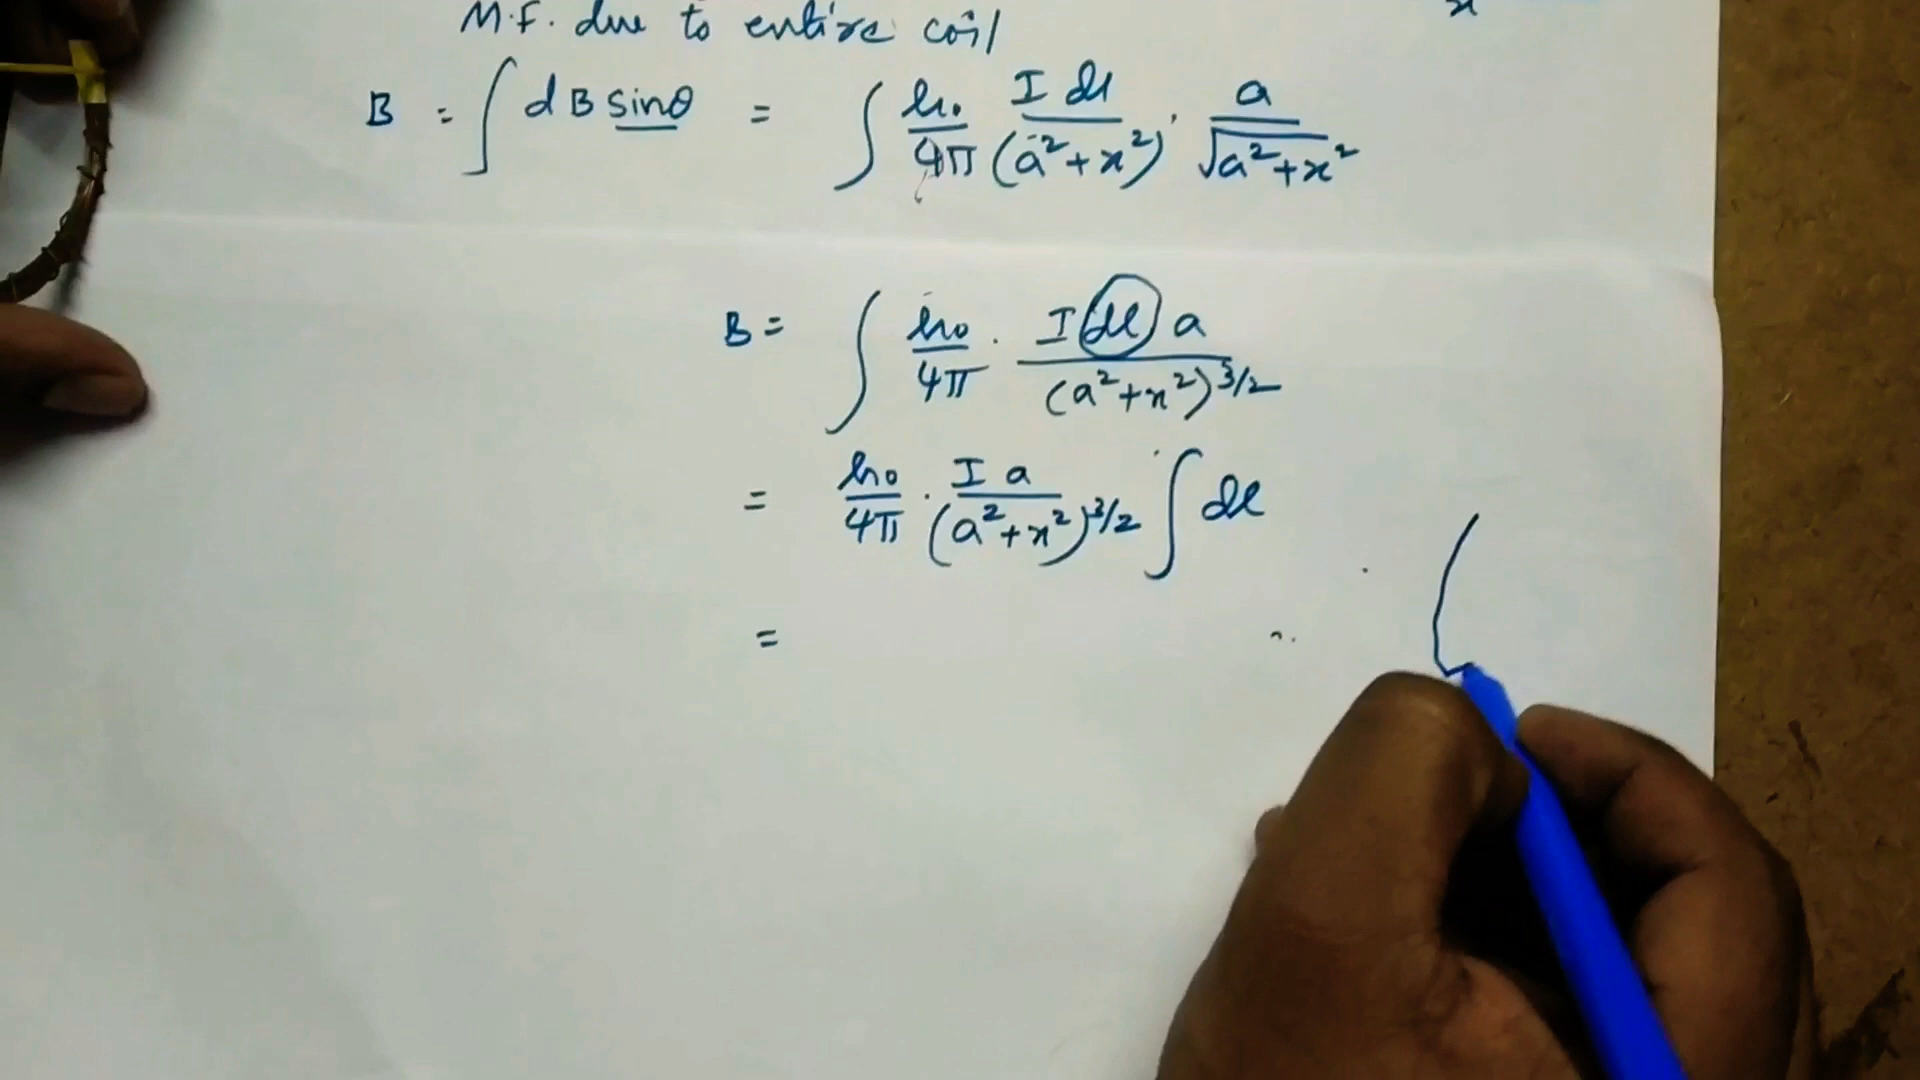 x
M.F. due to entire coil
B = ∫ dB sinθ = ∫ μ₀/4π I dl/(a²+x²) · a/√a²+x²
B = ∫ μ₀/4π · I dl a/(a²+x²)^3/2
= μ₀/4π · I a/(a²+x²)^3/2 ∫ dl
=